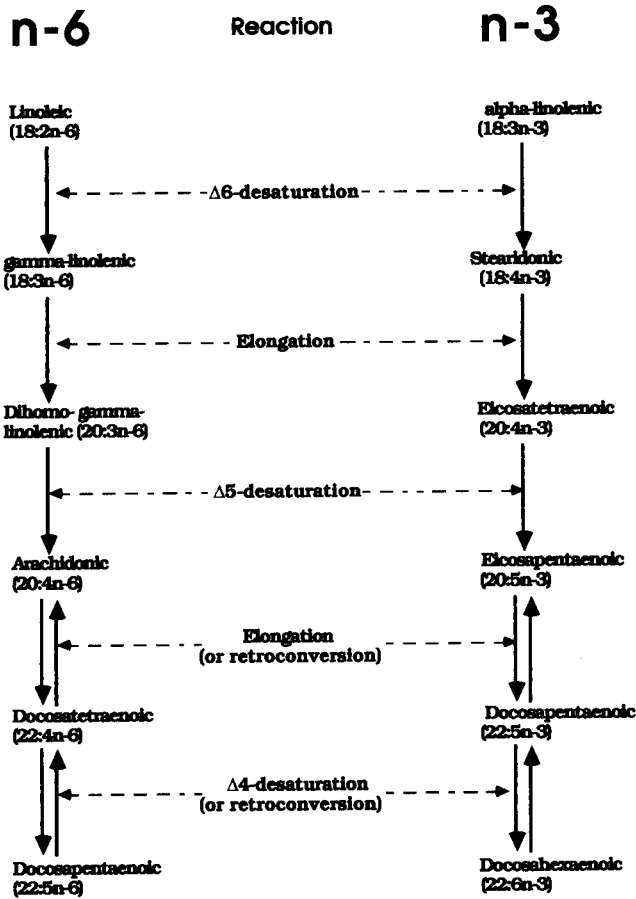 n-6 Reaction n-3
Linoleic
(18:2n-6)
alpha-linolenic
(18:3n-3)
Δ6-desaturation
gamma-linolenic
(18:3n-6)
Stearidonic
(18:4n-3)
Elongation
Dihomo- gamma-
linolenic (20:3n-6)
Eicosatetraenoic
(20:4n-3)
Δ5-desaturation
Arachidonic
(20:4n-6)
Eicosapentaenoic
(20:5n-3)
Elongation
(or retroconversion)
Docosatetraenoic
(22:4n-6)
Docosapentaenoic
(22:5n-3)
Δ4-desaturation
(or retroconversion)
Docosapentaenoic
(22:5n-6)
Docosahexaenoic
(22:6n-3)